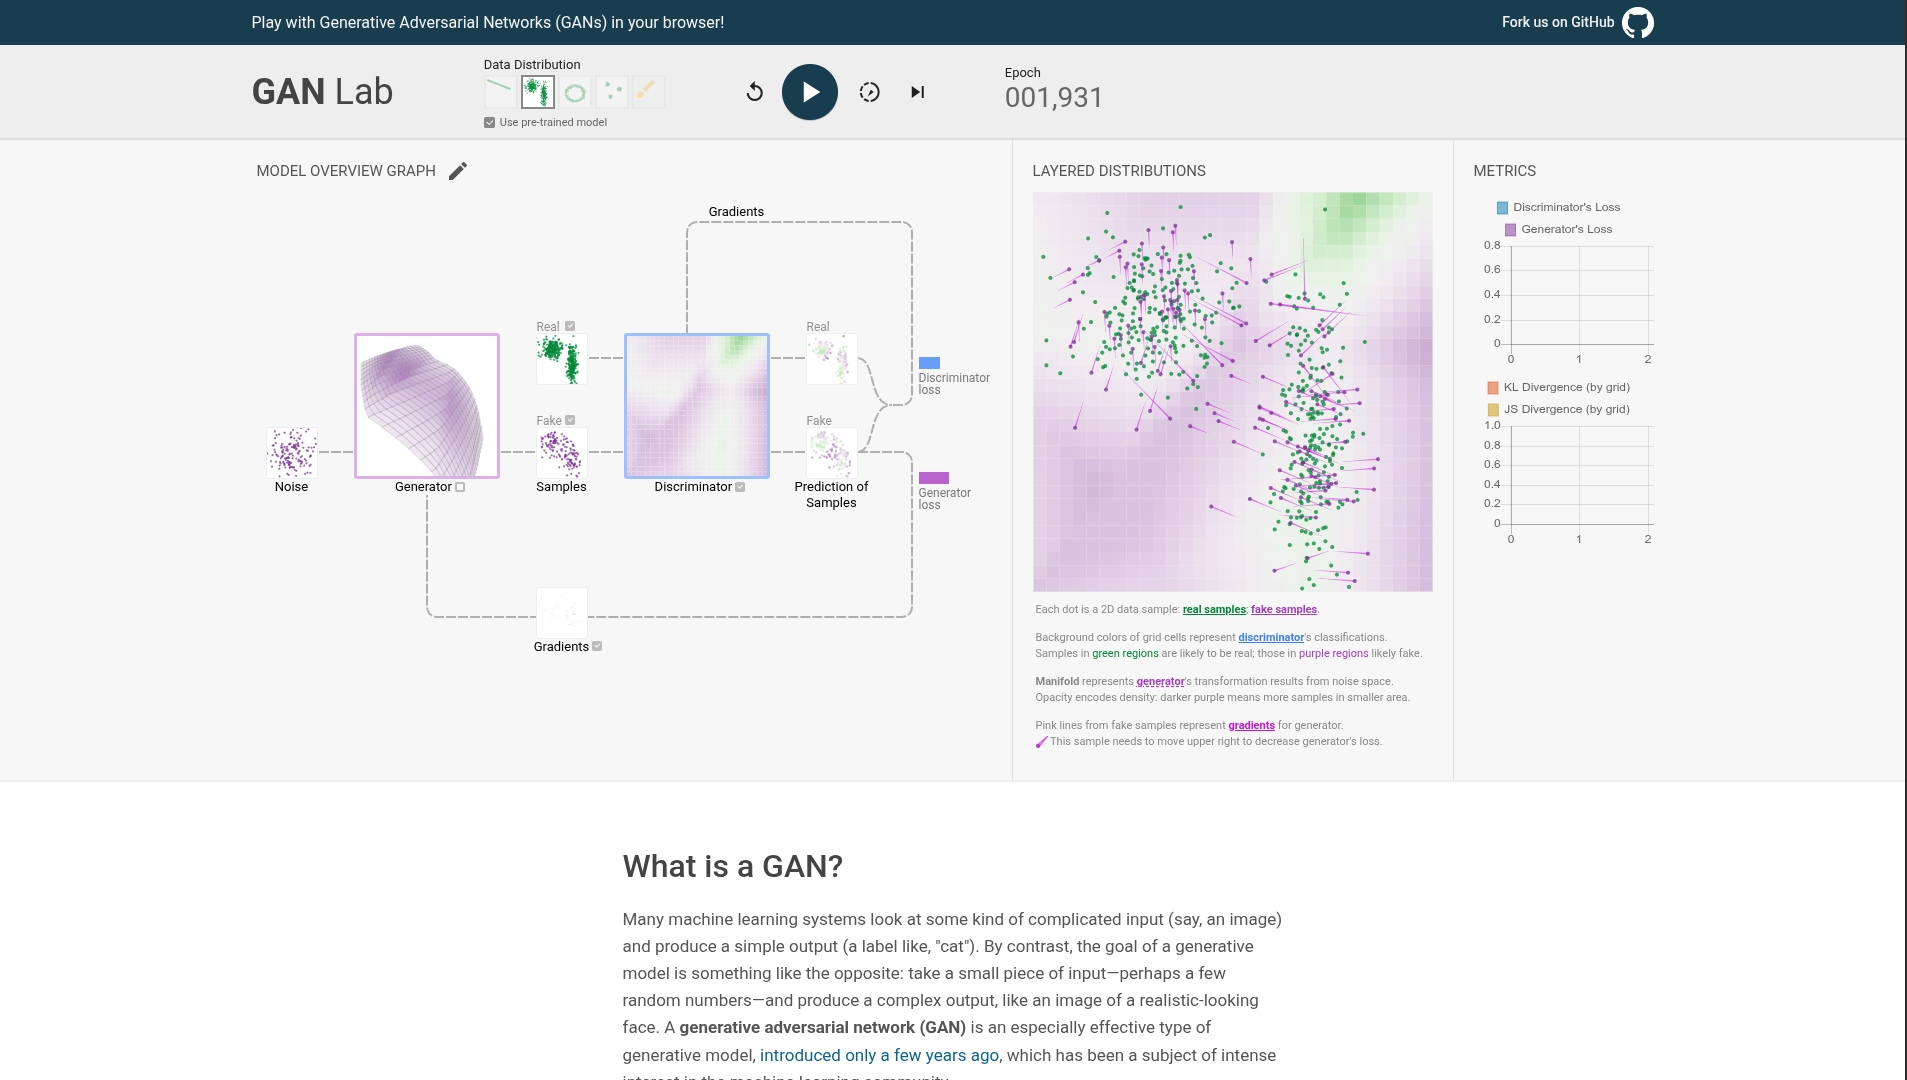 Play with Generative Adversarial Networks (GANs) in your browser!
Fork us on GitHub
GAN Lab
Data Distribution
Use pre-trained model
Epoch
001,931
MODEL OVERVIEW GRAPH
Gradients
Real
Real
Discriminator
loss
Fake
Fake
Generator
loss
Noise
Generator
Samples
Discriminator
Prediction of
Samples
Gradients
LAYERED DISTRIBUTIONS
Each dot is a 2D data sample: real samples; fake samples.
Background colors of grid cells represent discriminator's classifications.
Samples in green regions are likely to be real; those in purple regions likely fake.
Manifold represents generator's transformation results from noise space.
Opacity encodes density: darker purple means more samples in smaller area.
Pink lines from fake samples represent gradients for generator.
This sample needs to move upper right to decrease generator's loss.
METRICS
Discriminator's Loss
Generator's Loss
0.8
0.6
0.4
0.2
0
0 1 2
KL Divergence (by grid)
JS Divergence (by grid)
1.0
0.8
0.6
0.4
0.2
0
0 1 2
What is a GAN?
Many machine learning systems look at some kind of complicated input (say, an image)
and produce a simple output (a label like, "cat"). By contrast, the goal of a generative
model is something like the opposite: take a small piece of input—perhaps a few
random numbers—and produce a complex output, like an image of a realistic-looking
face. A generative adversarial network (GAN) is an especially effective type of
generative model, introduced only a few years ago, which has been a subject of intense
interest in the machine learning community.